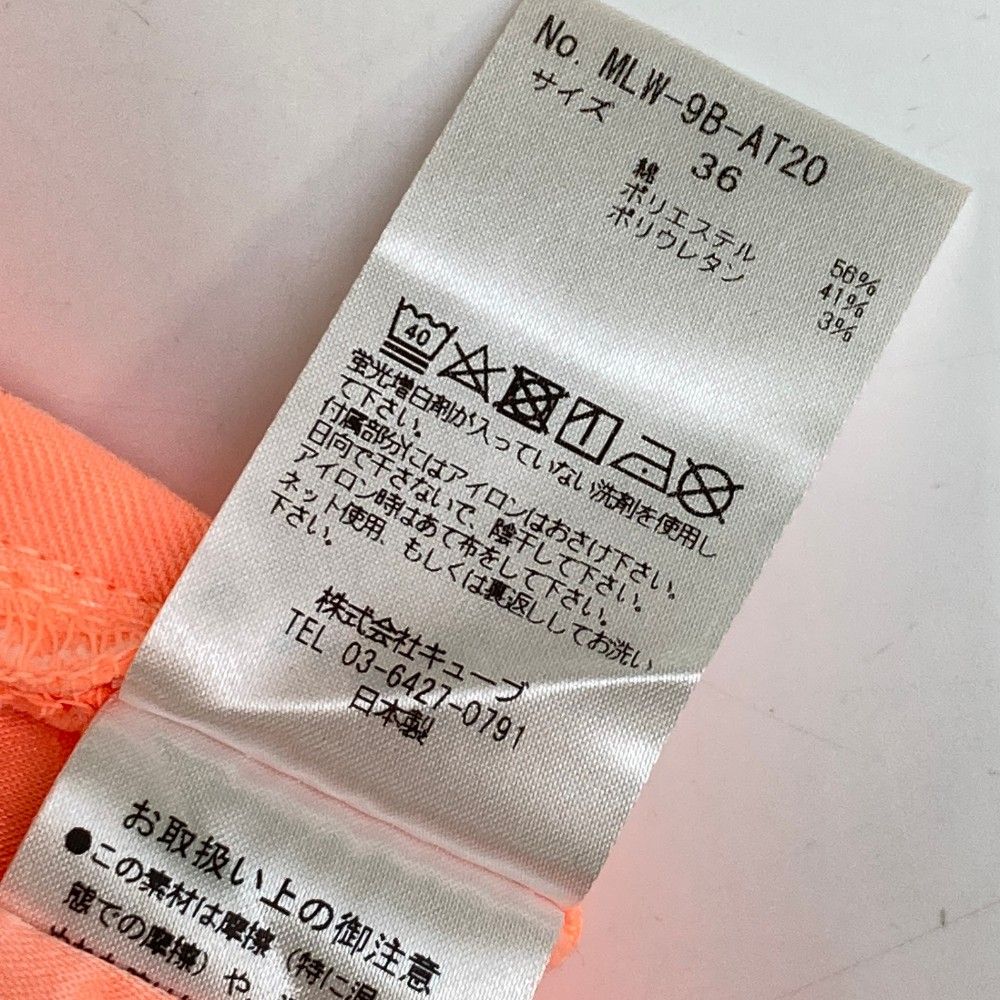 No. MLW-9B-AT20
サイズ 36
綿 56%
ポリエステル 41%
ポリウレタン 3%
40
蛍光増白剤が入っていない洗剤を使用し
て下さい。
付属部分にはアイロンはおさけ下さい。
日向で干さないで、陰干しして下さい。
アイロン時はあて布をして下さい。
ネット使用、もしくは裏返ししてお洗い
下さい。
株式会社キューブ
TEL 03-6427-0791
日本製
お取扱い上の御注意
●この素材は摩擦（特に湿
態での摩擦）や、